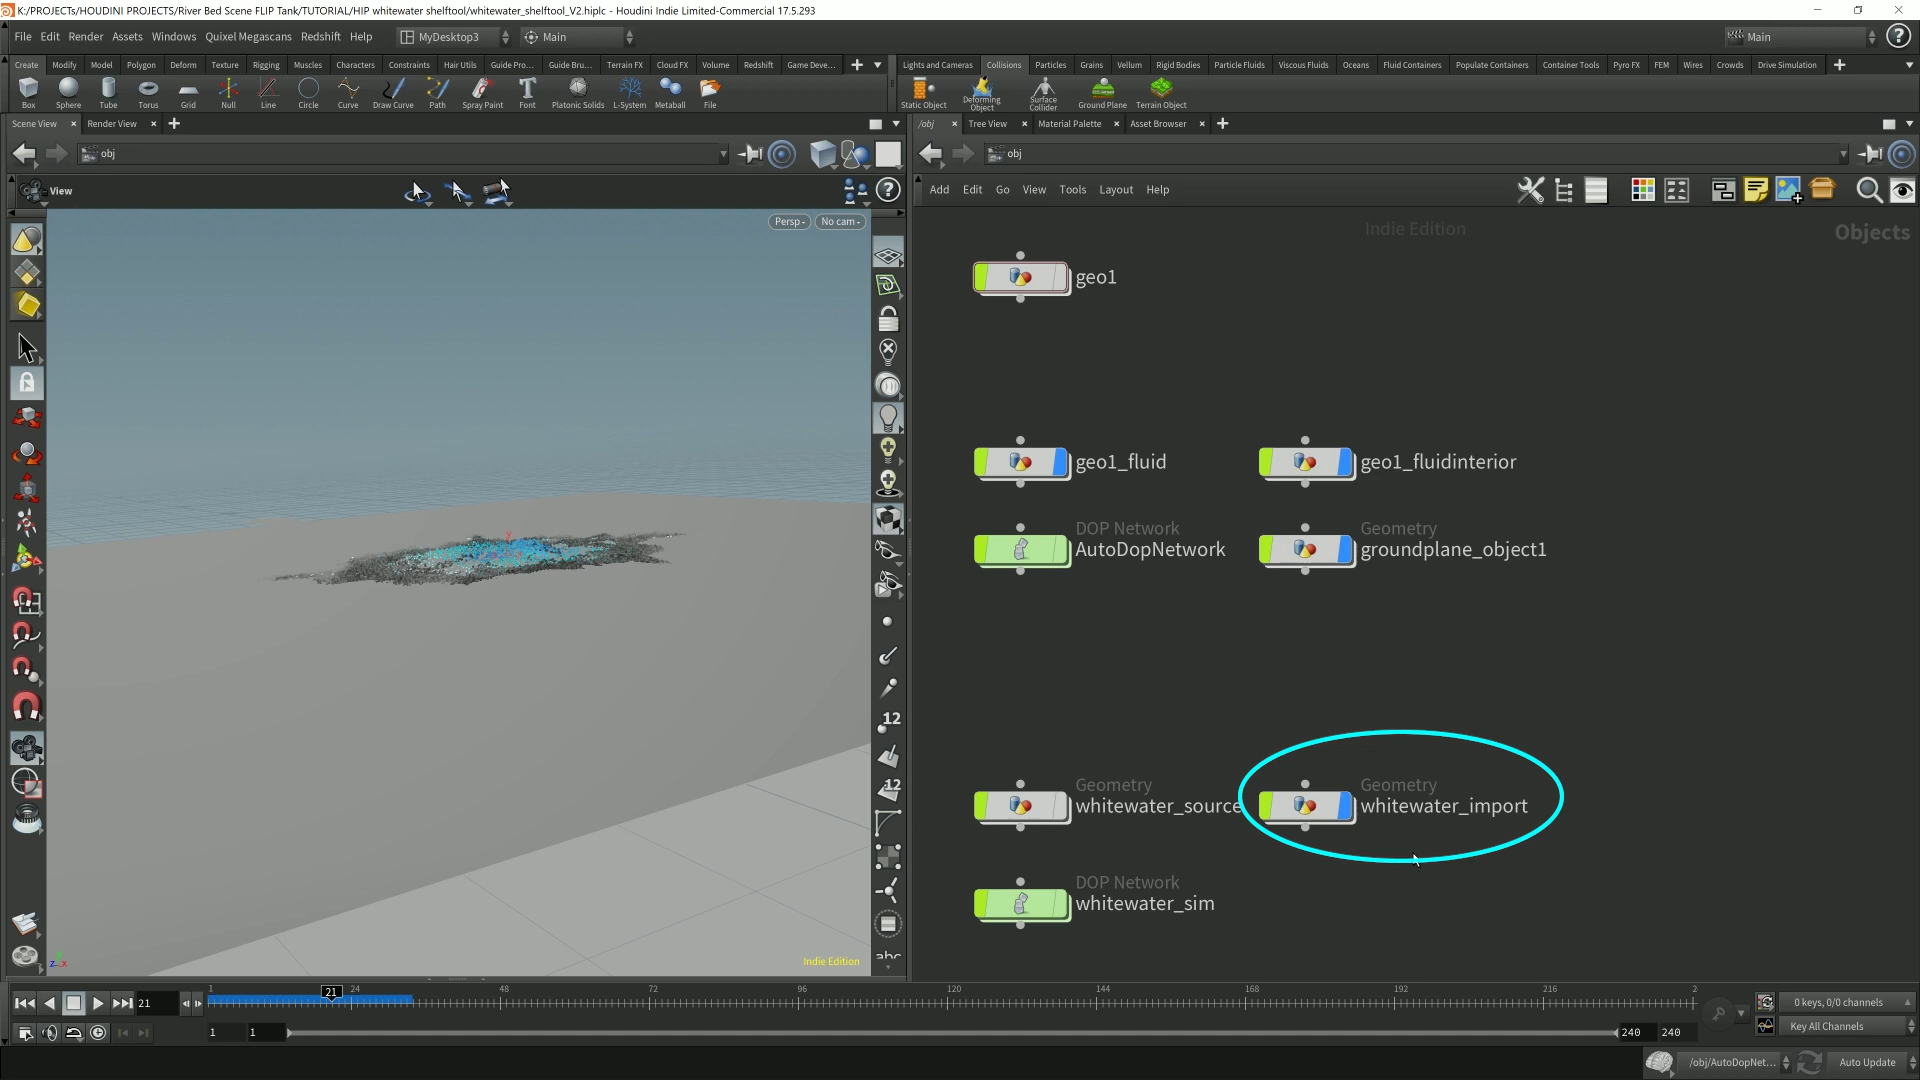 K:/PROJECTs/HOUDINI PROJECTS/River Bed Scene FLIP Tank/TUTORIAL/HIP whitewater shelftool/whitewater_shelftool_V2.hiplc - Houdini Indie Limited-Commercial 17.5.293
File Edit Render Assets Windows Quixel Megascans Redshift Help MyDesktop3 Main Main
Create Modify Model Polygon Deform Texture Rigging Muscles Characters Constraints Hair Utils Guide Pro... Guide Bru... Terrain FX Cloud FX Volume Redshift Game Deve...
Lights and Cameras Collisions Particles Grains Vellum Rigid Bodies Particle Fluids Viscous Fluids Oceans Fluid Containers Populate Containers Container Tools Pyro FX FEM Wires Crowds Drive Simulation
Box Sphere Tube Torus Grid Null Line Circle Curve Draw Curve Path Spray Paint Font Platonic Solids L-System Metaball File
Static Object Deforming Object Surface Collider Ground Plane Terrain Object
Scene View Render View
/obj Tree View Material Palette Asset Browser
obj
obj
View
Add Edit Go View Tools Layout Help
Persp No cam
Indie Edition
Objects
geo1
geo1_fluid
geo1_fluidinterior
DOP Network
AutoDopNetwork
Geometry
groundplane_object1
Geometry
whitewater_source
Geometry
whitewater_import
DOP Network
whitewater_sim
12
12
abc
y
z x
Indie Edition
21
1 21 24 48 72 96 120 144 168 192 216 2
0 keys, 0/0 channels
1 1 240 240
Key All Channels
/obj/AutoDopNet... Auto Update